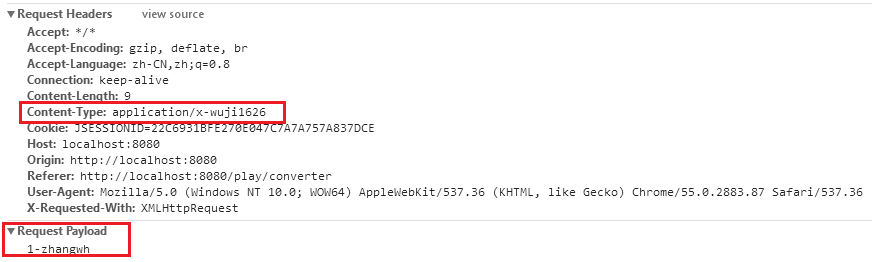 ▼Request Headers view source
Accept: */*
Accept-Encoding: gzip, deflate, br
Accept-Language: zh-CN,zh;q=0.8
Connection: keep-alive
Content-Length: 9
Content-Type: application/x-wuji1626
Cookie: JSESSIONID=22C6931BFE270E047C7A7A757A837DCE
Host: localhost:8080
Origin: http://localhost:8080
Referer: http://localhost:8080/play/converter
User-Agent: Mozilla/5.0 (Windows NT 10.0; WOW64) AppleWebKit/537.36 (KHTML, like Gecko) Chrome/55.0.2883.87 Safari/537.36
X-Requested-With: XMLHttpRequest
▼Request Payload
1-zhangwh